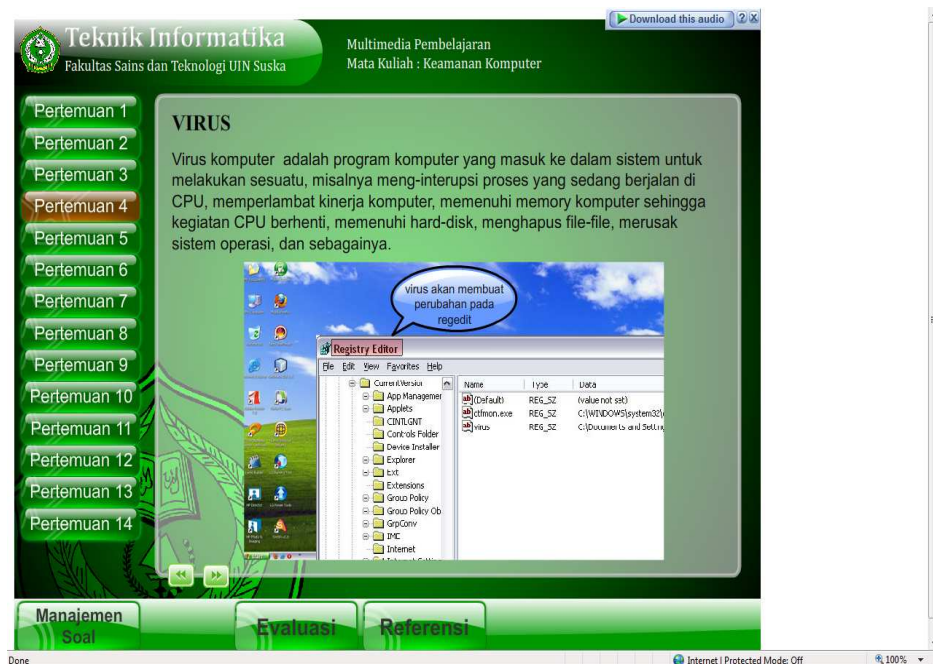 Download this audio
Teknik Informatika
Fakultas Sains dan Teknologi UIN Suska
Multimedia Pembelajaran
Mata Kuliah : Keamanan Komputer
Pertemuan 1
Pertemuan 2
Pertemuan 3
Pertemuan 4
Pertemuan 5
Pertemuan 6
Pertemuan 7
Pertemuan 8
Pertemuan 9
Pertemuan 10
Pertemuan 11
Pertemuan 12
Pertemuan 13
Pertemuan 14
VIRUS
Virus komputer adalah program komputer yang masuk ke dalam sistem untuk
melakukan sesuatu, misalnya meng-interupsi proses yang sedang berjalan di
CPU, memperlambat kinerja komputer, memenuhi memory komputer sehingga
kegiatan CPU berhenti, memenuhi hard-disk, menghapus file-file, merusak
sistem operasi, dan sebagainya.
virus akan membuat
perubahan pada
regedit
Registry Editor
File Edit View Favorites Help
CurrentVersion
App Managemer
Applets
CINTLGNT
Controls Folder
Device Installer
Explorer
Ext
Extensions
Group Policy
Group Policy Ob
GrpConv
IMC
Internet
Name Type Data
(Default) REG_SZ (value not set)
ctfmon.exe REG_SZ C:\WINDOWS\system32\
virus REG_SZ C:\Documents and Setting
Manajemen
Soal
Evaluasi
Referensi
Done
Internet | Protected Mode: Off
100%